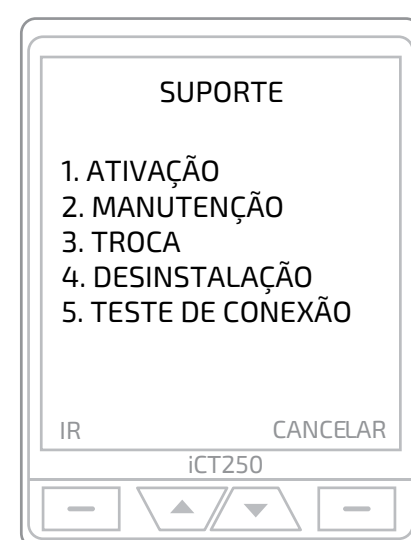 SUPORTE
1. ATIVAÇÃO
2. MANUTENÇÃO
3. TROCA
4. DESINSTALAÇÃO
5. TESTE DE CONEXÃO
IR CANCELAR
iCT250